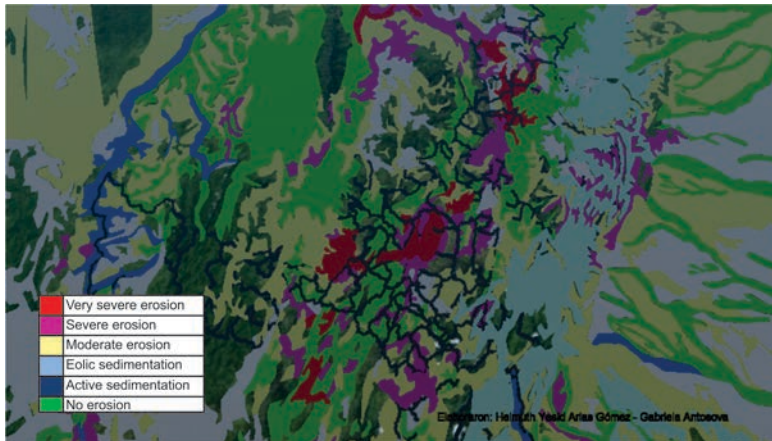 Very severe erosion
Severe erosion
Moderate erosion
Eolic sedimentation
Active sedimentation
No erosion
Elaboraron: Helmuth Yeski Arias Gómez - Gabriela Antosova